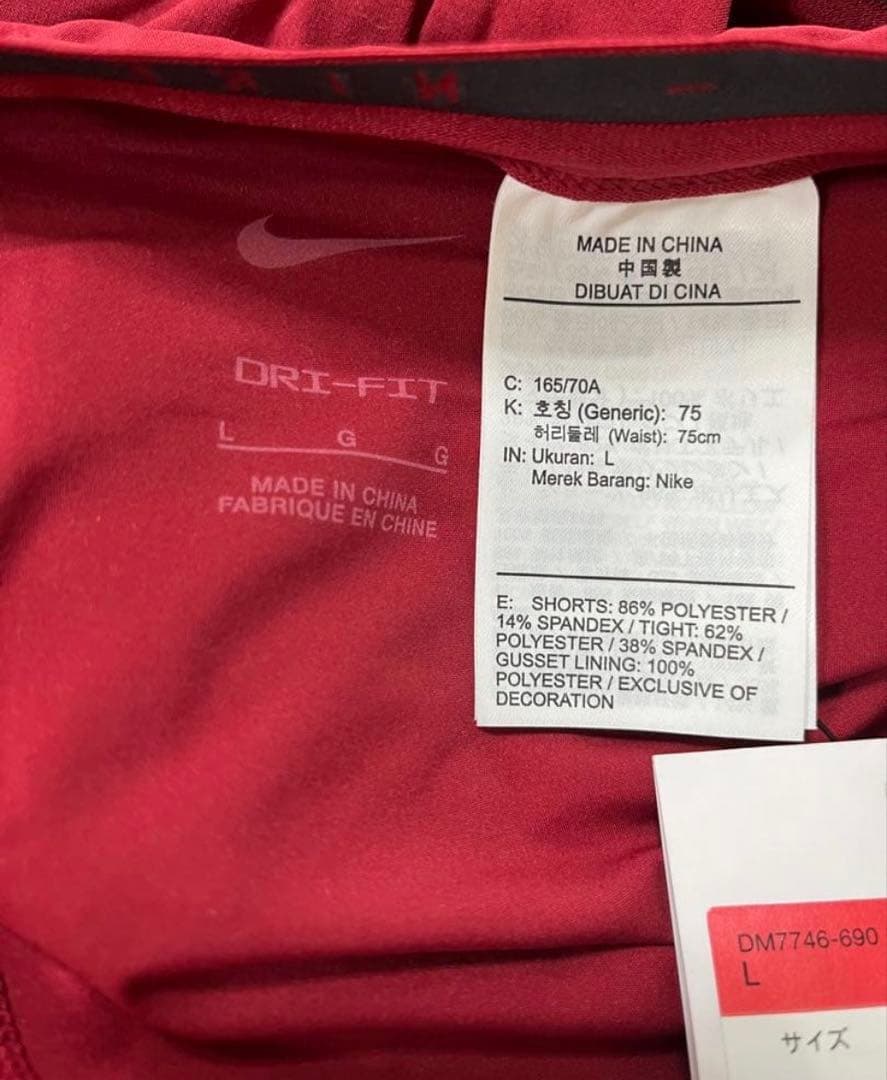 DRI-FIT
L G G
MADE IN CHINA
FABRIQUE EN CHINE
MADE IN CHINA
中国製
DIBUAT DI CINA
C: 165/70A
K: 호칭 (Generic): 75
허리둘레 (Waist): 75cm
IN: Ukuran: L
Merek Barang: Nike
E: SHORTS: 86% POLYESTER /
14% SPANDEX / TIGHT: 62%
POLYESTER / 38% SPANDEX /
GUSSET LINING: 100%
POLYESTER / EXCLUSIVE OF
DECORATION
DM7746-690
L
サイズ